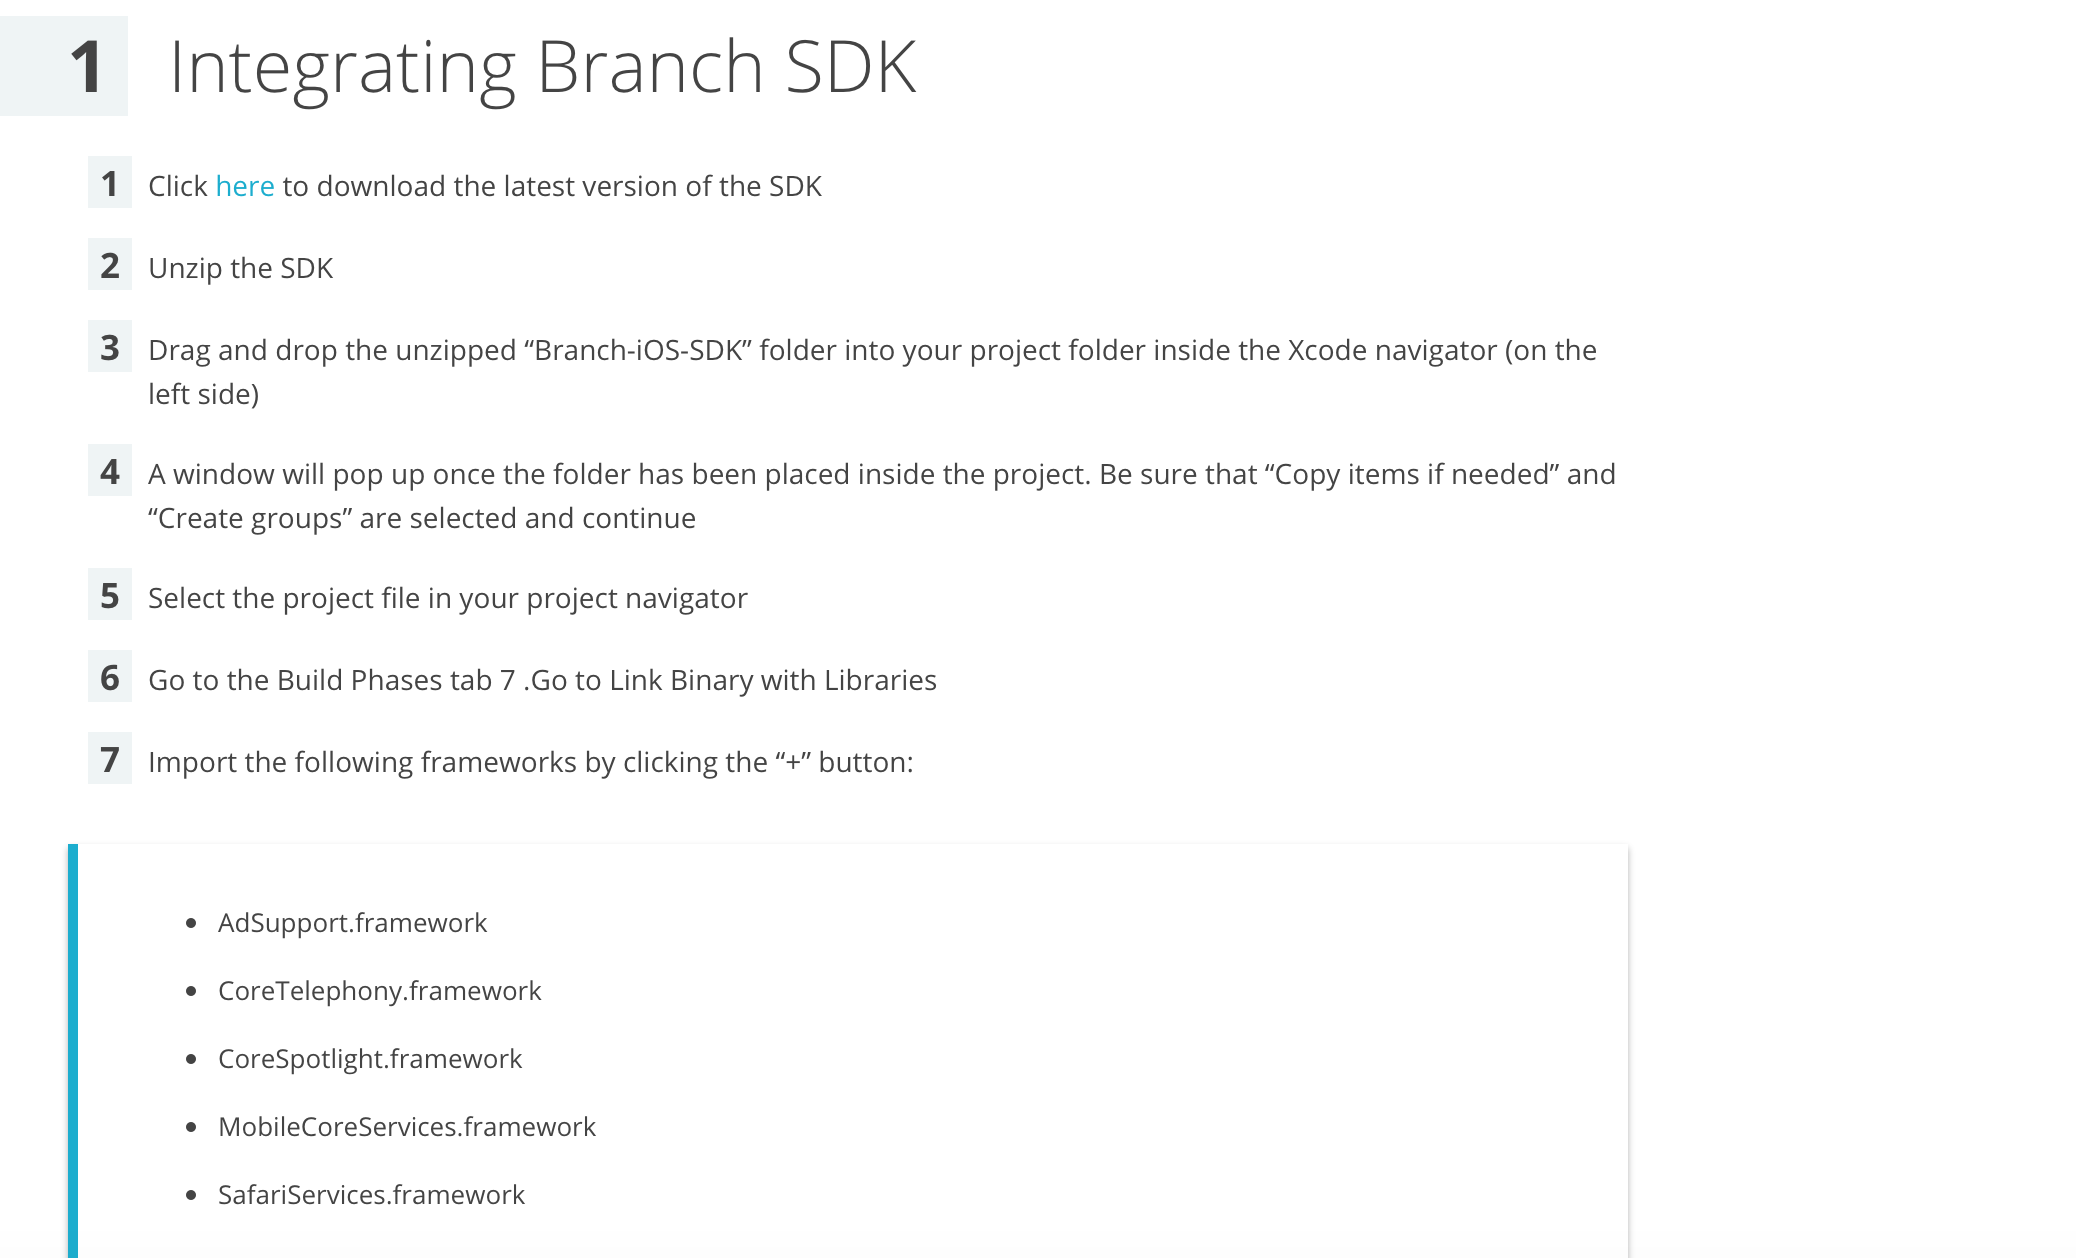 1 Integrating Branch SDK
1 Click here to download the latest version of the SDK
2 Unzip the SDK
3 Drag and drop the unzipped “Branch-iOS-SDK” folder into your project folder inside the Xcode navigator (on the
left side)
4 A window will pop up once the folder has been placed inside the project. Be sure that “Copy items if needed” and
“Create groups” are selected and continue
5 Select the project file in your project navigator
6 Go to the Build Phases tab 7 .Go to Link Binary with Libraries
7 Import the following frameworks by clicking the “+” button:
• AdSupport.framework
• CoreTelephony.framework
• CoreSpotlight.framework
• MobileCoreServices.framework
• SafariServices.framework